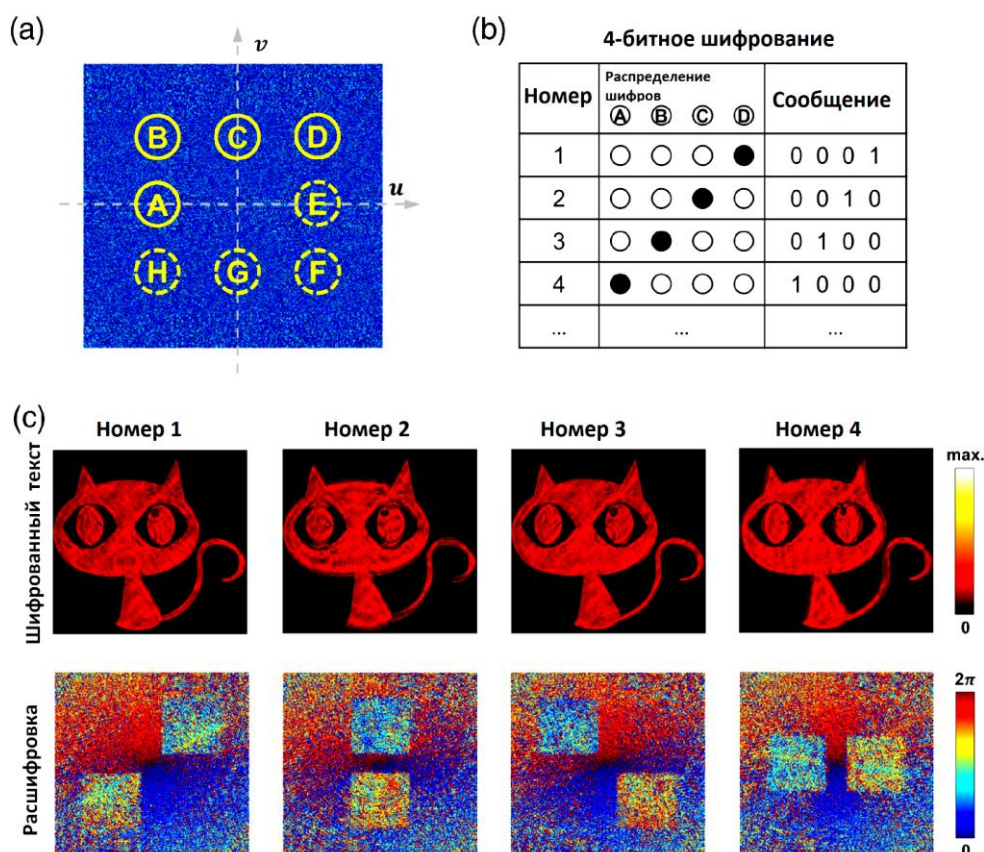 (a)
v
B C D
u
A E
H G F
(b)
4-битное шифрование
Номер
Распределение
шифров
A B C D
Сообщение
1 0 0 0 1
2 0 0 1 0
3 0 1 0 0
4 1 0 0 0
... ... ...
(c)
Номер 1 Номер 2 Номер 3 Номер 4
Шифрованный текст
max.
0
Расшифровка
2π
0